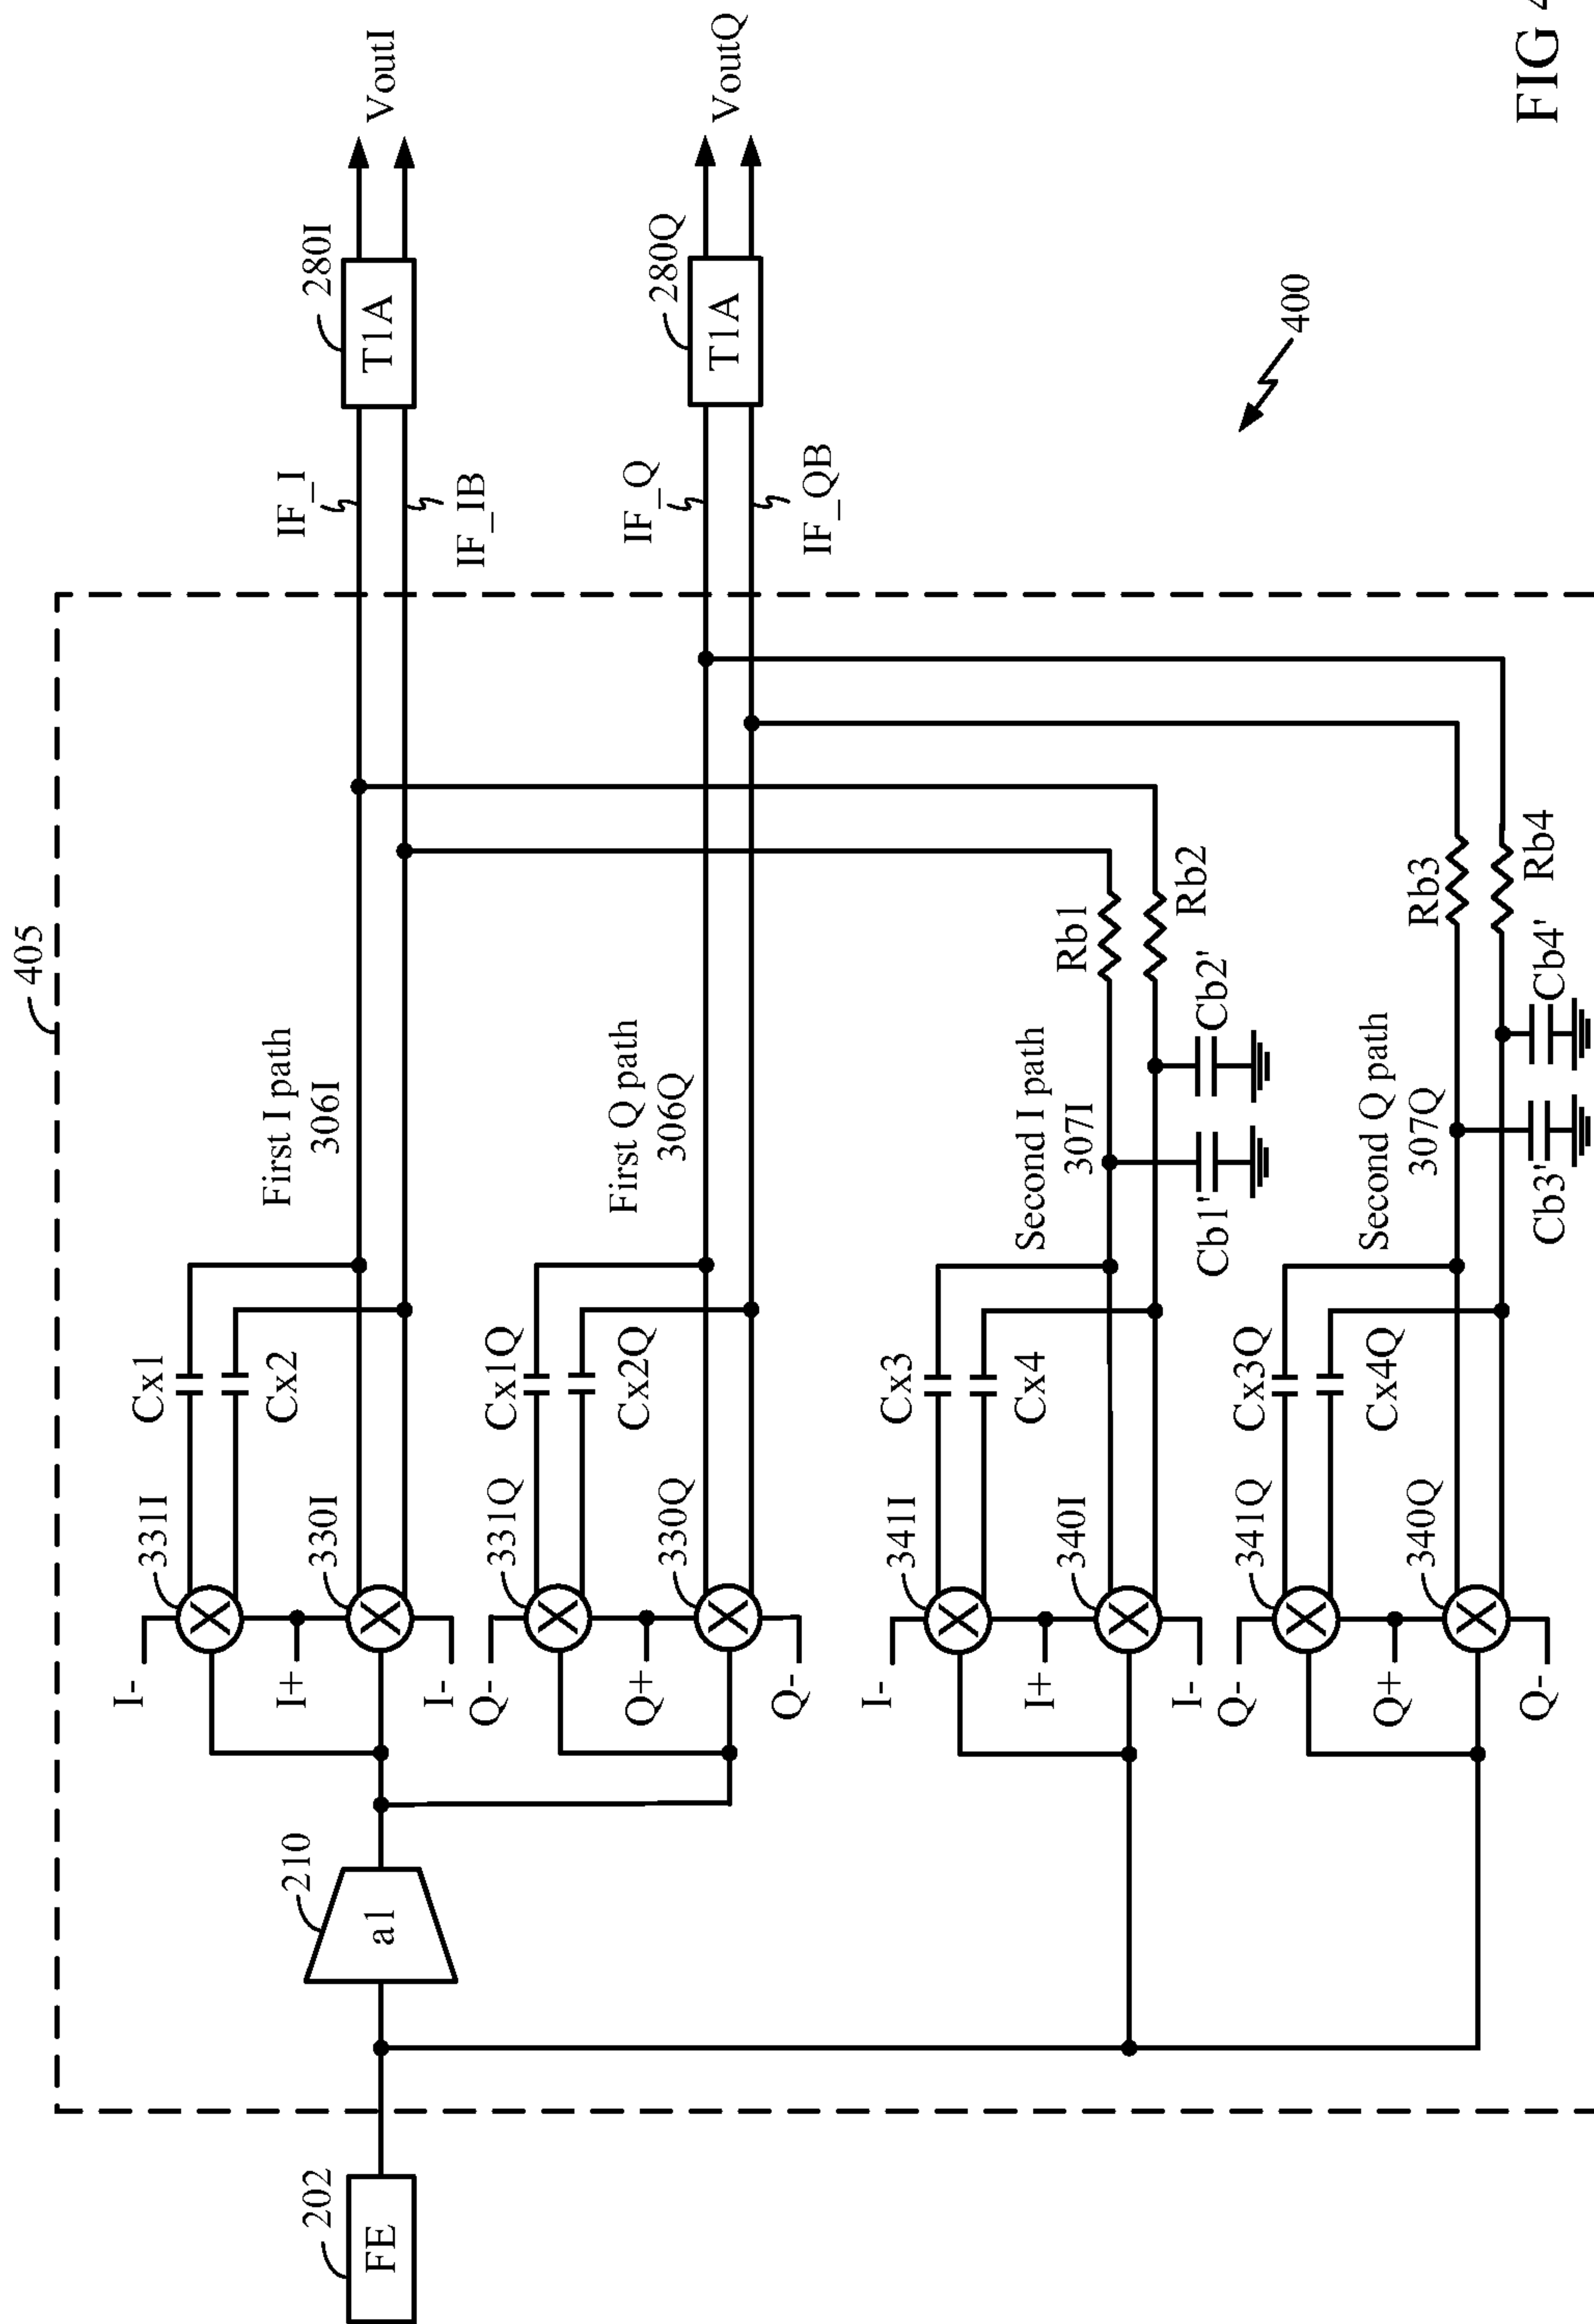 405
202
FE
210
a1
I-
331I
Cx1
Cx2
I+
330I
I-
First I path
306I
IF_I
IF_IB
280I
T1A
VoutI
Q-
331Q
Cx1Q
Cx2Q
Q+
330Q
Q-
First Q path
306Q
IF_Q
IF_QB
280Q
T1A
VoutQ
I-
341I
Cx3
Cx4
I+
340I
I-
Second I path
307I
Rb1
Rb2
Cb1'
Cb2'
Q-
341Q
Cx3Q
Cx4Q
Q+
340Q
Q-
Second Q path
307Q
Rb3
Rb4
Cb3'
Cb4'
400
FIG 4